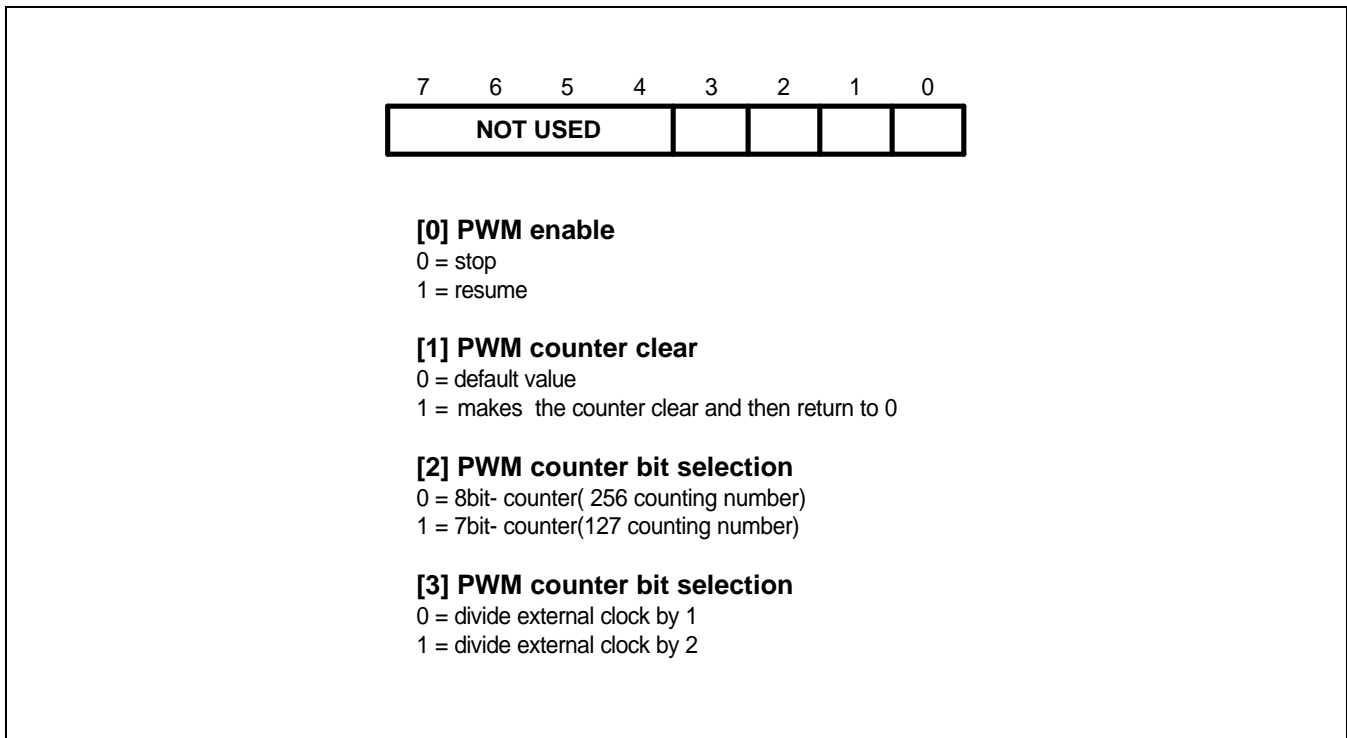 7 6 5 4 3 2 1 0
NOT USED
[0] PWM enable
0 = stop
1 = resume
[1] PWM counter clear
0 = default value
1 = makes the counter clear and then return to 0
[2] PWM counter bit selection
0 = 8bit- counter( 256 counting number)
1 = 7bit- counter(127 counting number)
[3] PWM counter bit selection
0 = divide external clock by 1
1 = divide external clock by 2